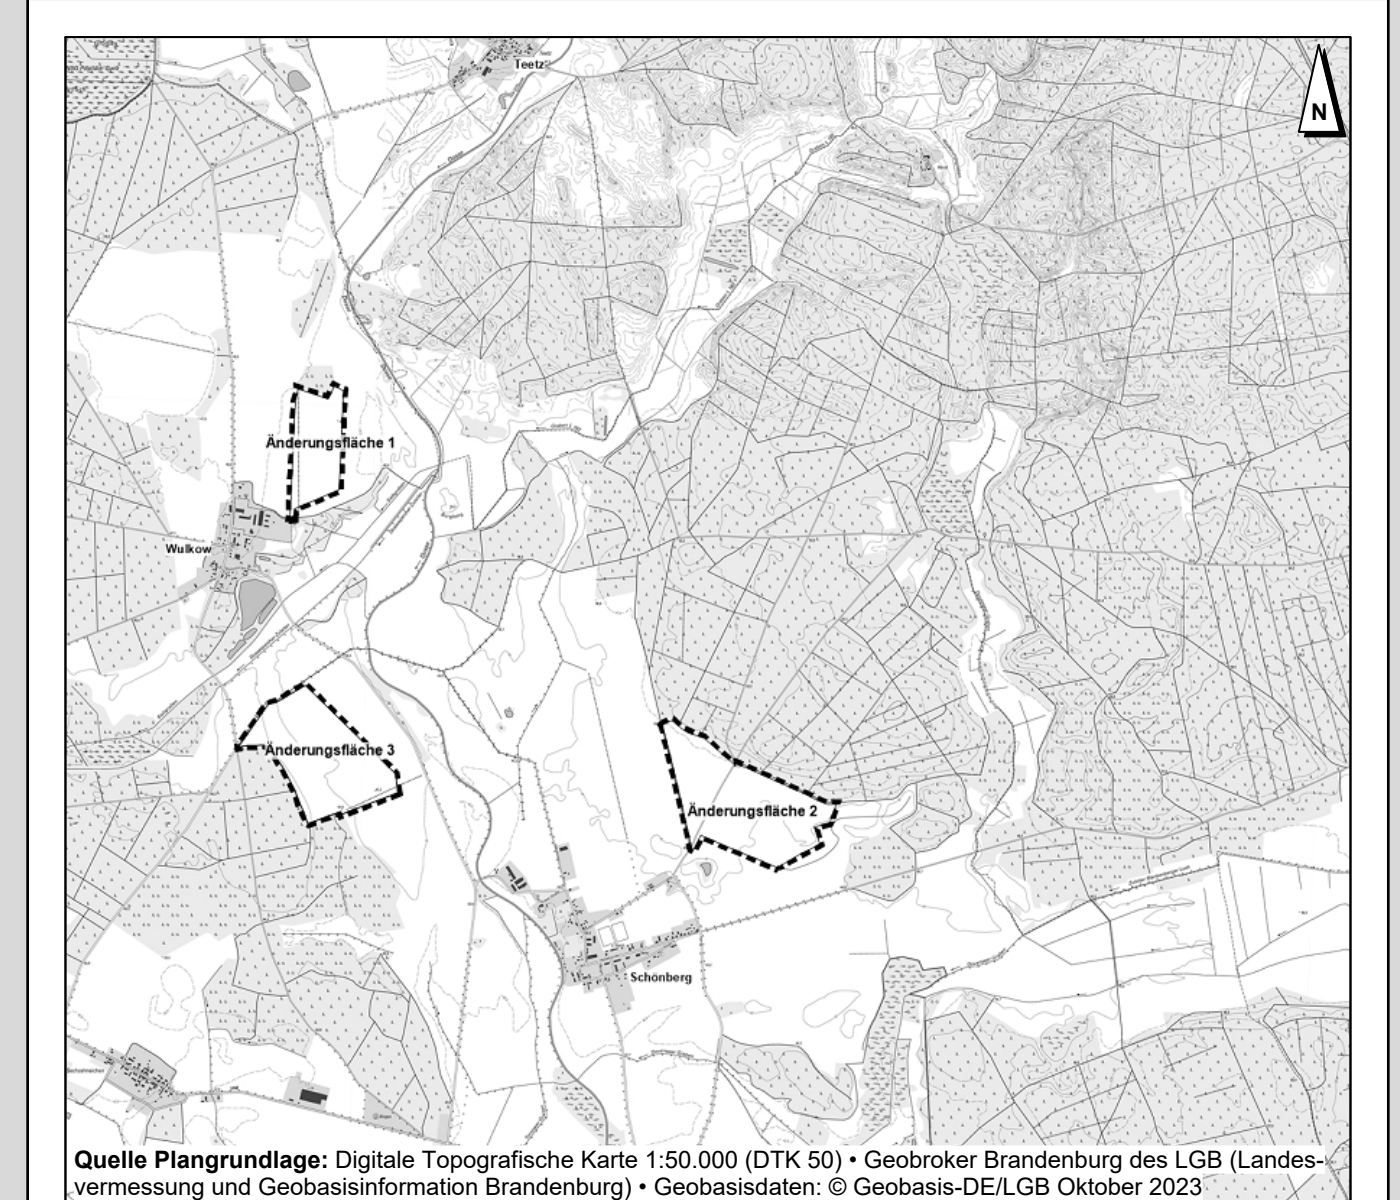 Teetz
N
Änderungsfläche 1
Wulkow
Änderungsfläche 3
Änderungsfläche 2
Schönberg
Quelle Plangrundlage: Digitale Topografische Karte 1:50.000 (DTK 50) • Geobroker Brandenburg des LGB (Landes-
vermessung und Geobasisinformation Brandenburg) • Geobasisdaten: © Geobasis-DE/LGB Oktober 2023